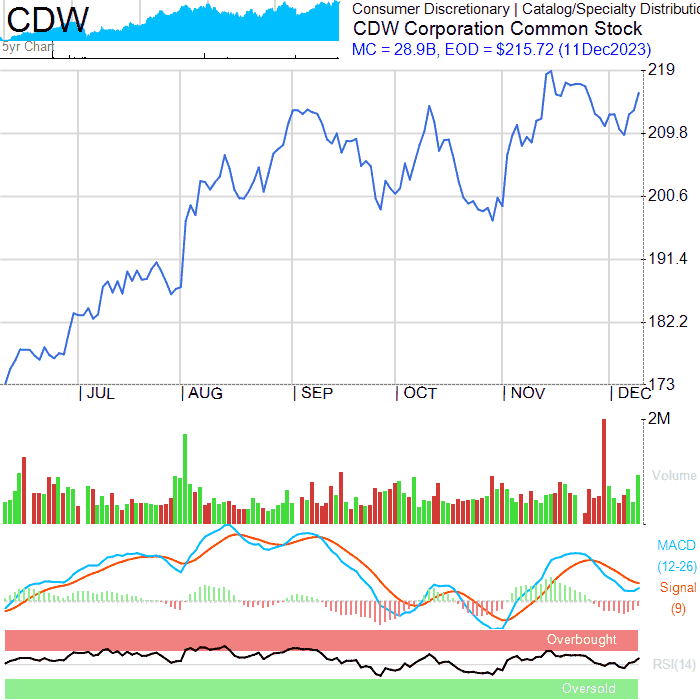 CDW
5yr Chart
Consumer Discretionary | Catalog/Specialty Distributio
CDW Corporation Common Stock
MC = 28.9B, EOD = $215.72 (11Dec2023)
219
209.8
200.6
191.4
182.2
173
| JUL | AUG | SEP | OCT | NOV | DEC
2M
Volume
MACD
(12-26)
Signal
(9)
Overbought
RSI(14)
Oversold